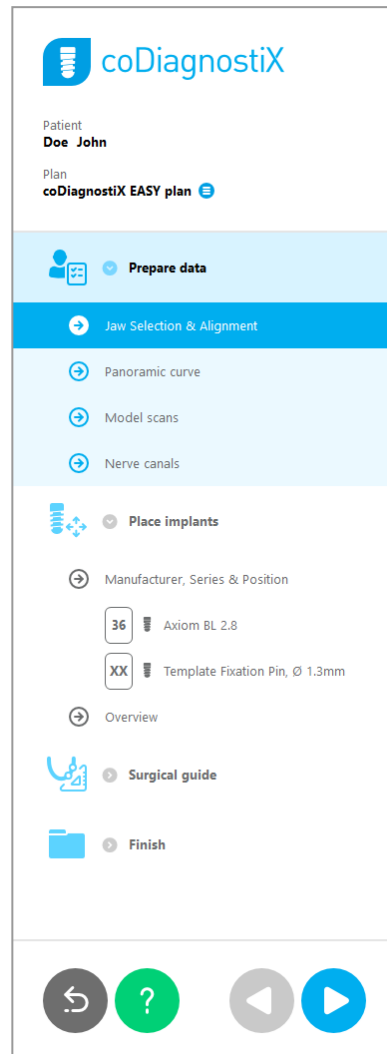 coDiagnostiX
Patient
Doe John
Plan
coDiagnostiX EASY plan
Prepare data
Jaw Selection & Alignment
Panoramic curve
Model scans
Nerve canals
Place implants
Manufacturer, Series & Position
36 Axiom BL 2.8
XX Template Fixation Pin, Ø 1.3mm
Overview
Surgical guide
Finish
?